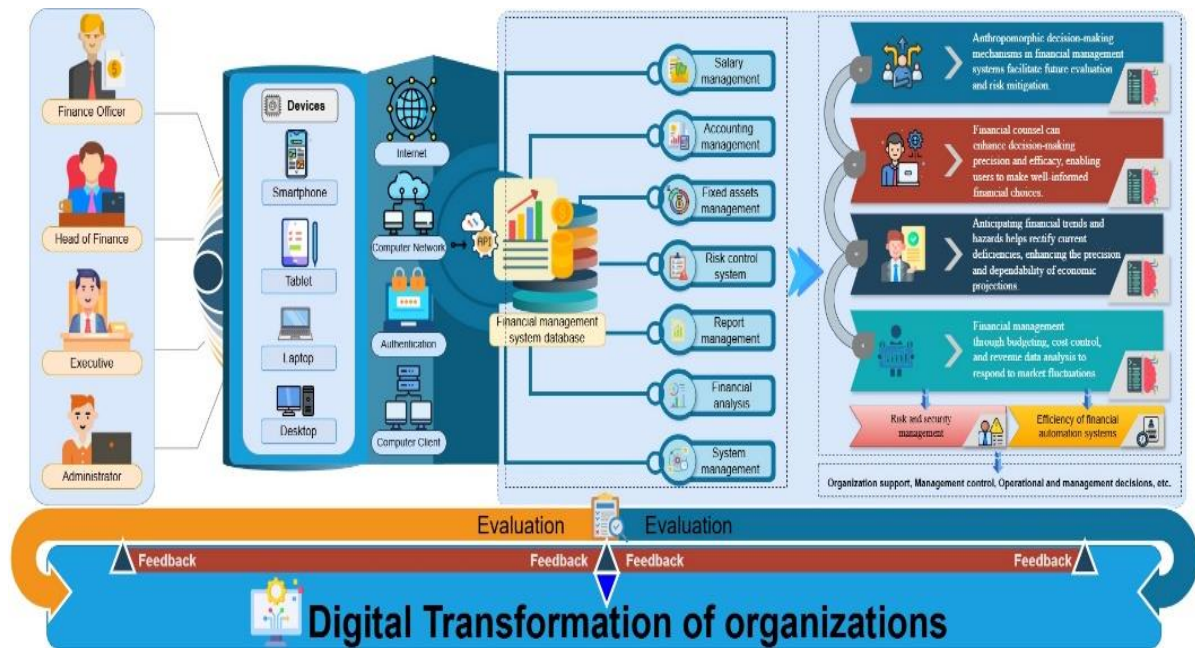 Finance Officer
Head of Finance
Executive
Administrator
Devices
Smartphone
Tablet
Laptop
Desktop
Internet
Computer Network
Authentication
Computer Client
API
Financial management
system database
Salary
management
Accounting
management
Fixed assets
management
Risk control
system
Report
management
Financial
analysis
System
management
Anthropomorphic decision-making
mechanisms in financial management
systems facilitate future evaluation
and risk mitigation.
Financial counsel can
enhance decision-making
precision and efficacy, enabling
users to make well-informed
financial choices.
Anticipating financial trends and
hazards helps rectify current
deficiencies, enhancing the precision
and dependability of economic
projections.
Financial management
through budgeting, cost control,
and revenue data analysis to
respond to market fluctuations
Risk and security
management
Efficiency of financial
automation systems
Organization support, Management control, Operational and management decisions, etc.
Evaluation Evaluation
Feedback Feedback Feedback Feedback
Digital Transformation of organizations